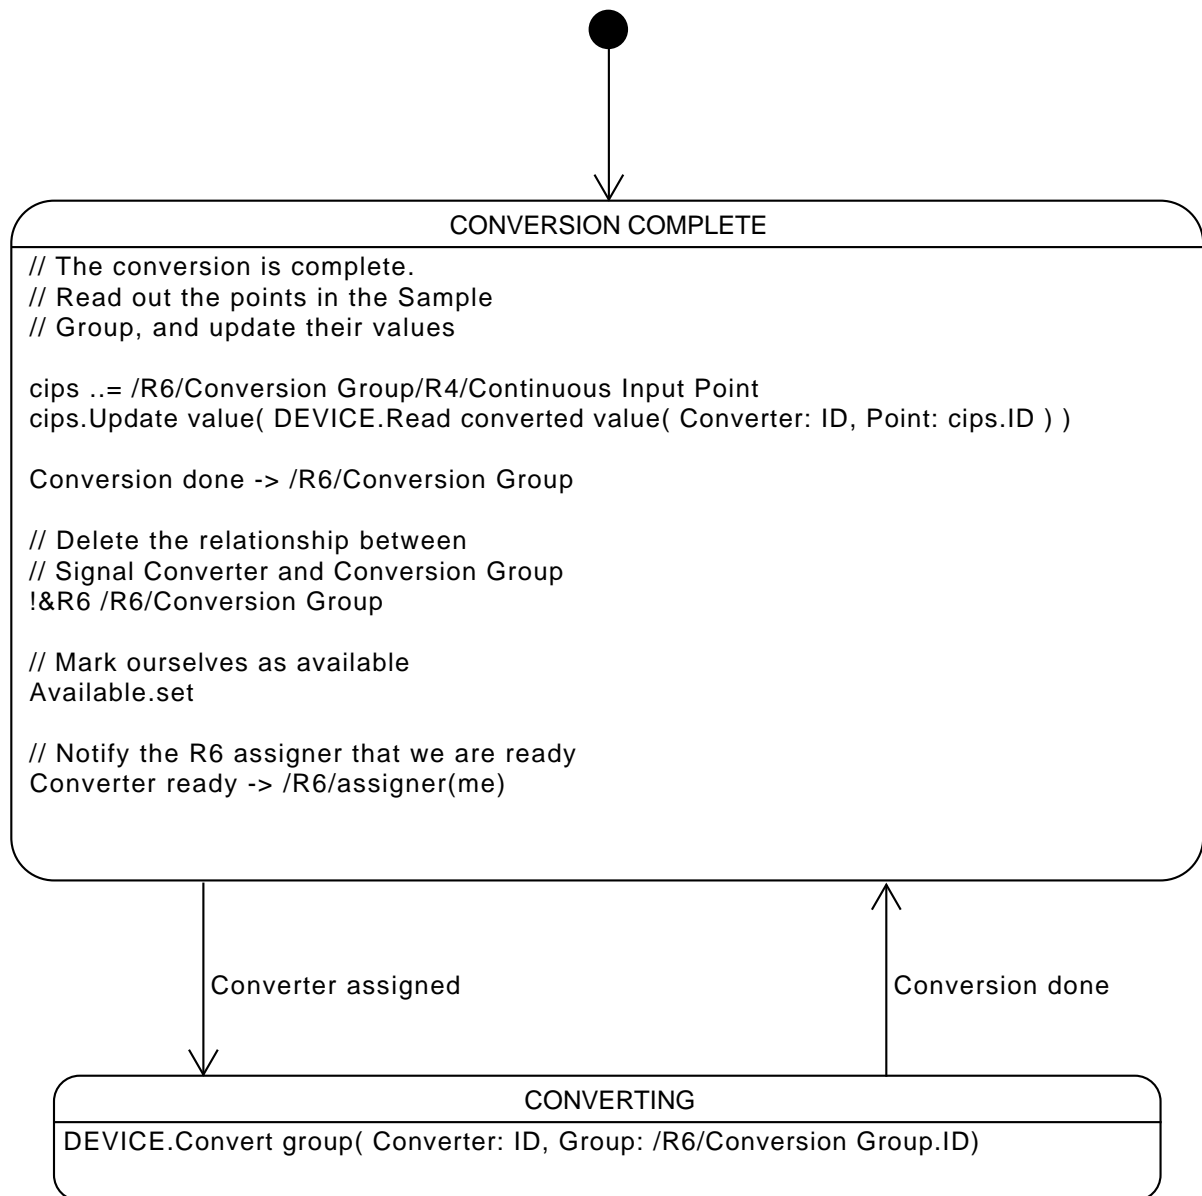 CONVERSION COMPLETE
// The conversion is complete.
// Read out the points in the Sample
// Group, and update their values
cips ..= /R6/Conversion Group/R4/Continuous Input Point
cips.Update value( DEVICE.Read converted value( Converter: ID, Point: cips.ID ) )
Conversion done -> /R6/Conversion Group
// Delete the relationship between
// Signal Converter and Conversion Group
!&R6 /R6/Conversion Group
// Mark ourselves as available
Available.set
// Notify the R6 assigner that we are ready
Converter ready -> /R6/assigner(me)
Converter assigned
Conversion done
CONVERTING
DEVICE.Convert group( Converter: ID, Group: /R6/Conversion Group.ID)